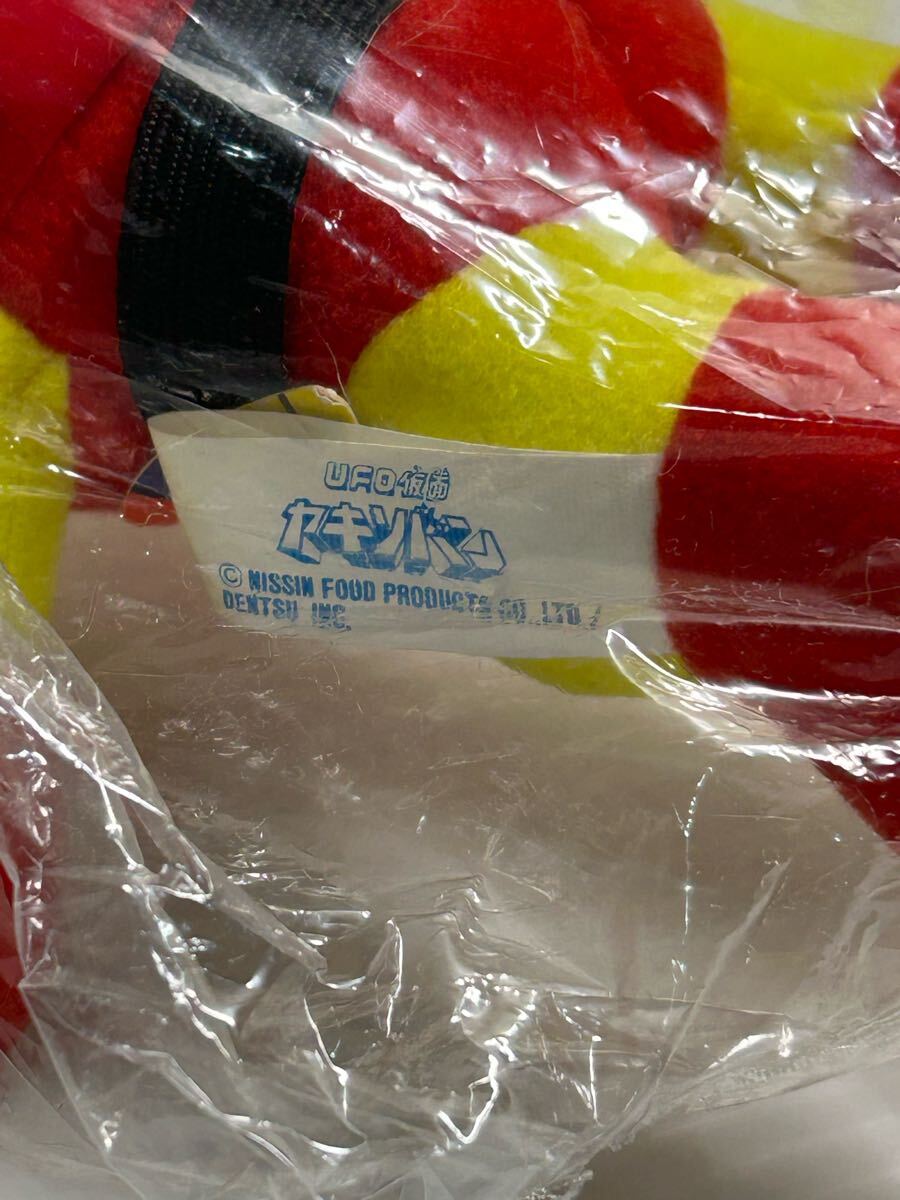 UFO仮面
ヤキソバン
© NISSIN FOOD PRODUCTS CO.,LTD./
DENTSU INC.